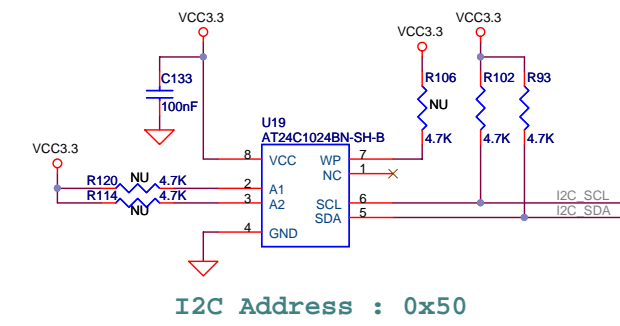 VCC3.3
VCC3.3
VCC3.3
C133
100nF
R106
NU
4.7K
R102
4.7K
R93
4.7K
U19
AT24C1024BN-SH-B
VCC3.3
R120
NU
4.7K
R114
NU
4.7K
8
VCC
WP
7
NC
1
2
A1
3
A2
SCL
6
I2C_SCL
SDA
5
I2C_SDA
4
GND
I2C Address : 0x50